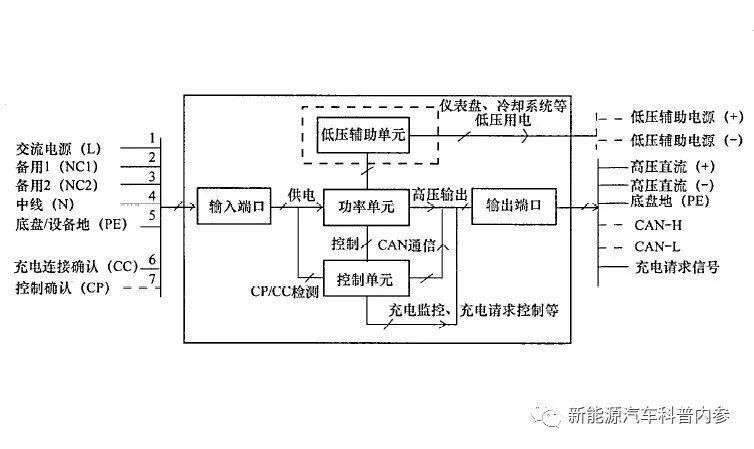 仪表盘、冷却系统等
低压辅助单元
低压用电
低压辅助电源（+）
低压辅助电源（-）
1
交流电源（L）
2
备用1（NC1）
3
备用2（NC2）
4
中线（N）
5
底盘/设备地（PE）
6
充电连接确认（CC）
7
控制确认（CP）
输入端口
供电
功率单元
高压输出
输出端口
控制
CAN通信
CP/CC检测
控制单元
充电监控、充电请求控制等
高压直流（+）
高压直流（-）
底盘地（PE）
CAN-H
CAN-L
充电请求信号
新能源汽车科普内参